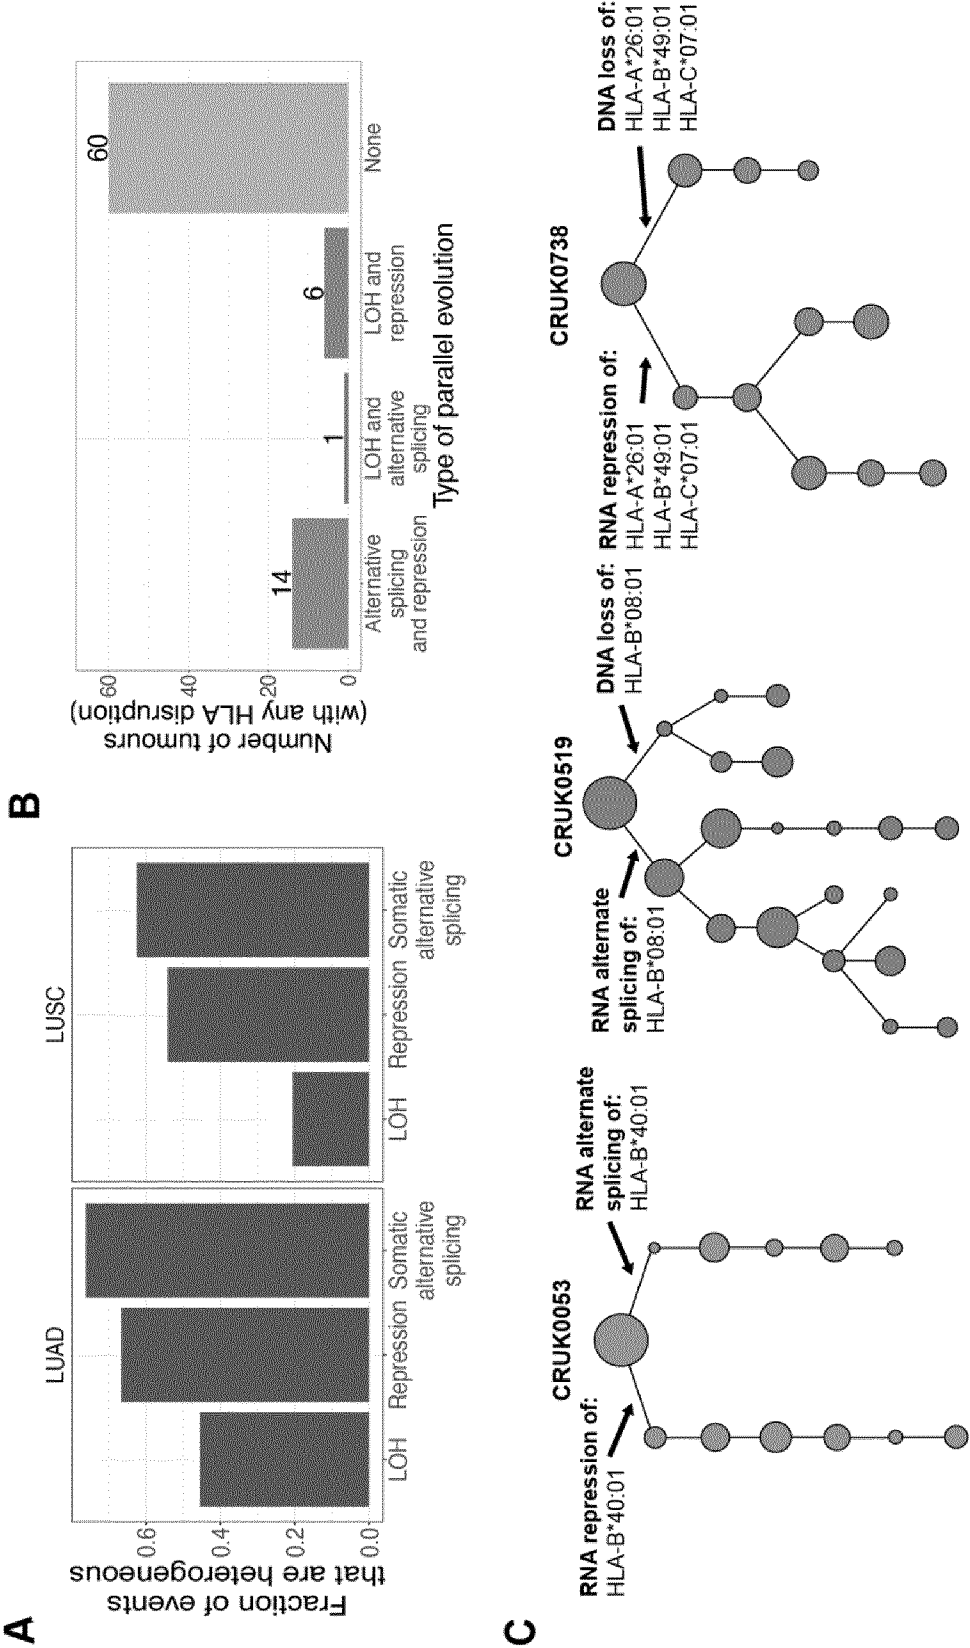 A
Fraction of events
that are heterogeneous
0.6
0.4
0.2
0.0
LUAD
LUSC
LOH
Repression
Somatic
alternative
splicing
LOH
Repression
Somatic
alternative
splicing
B
Number of tumours
(with any HLA disruption)
60
40
20
0
14
1
6
60
Alternative
splicing
and repression
LOH and
alternative
splicing
LOH and
repression
None
Type of parallel evolution
C
CRUK0053
RNA repression of:
HLA-B*40:01
RNA alternate
splicing of:
HLA-B*40:01
CRUK0519
RNA alternate
splicing of:
HLA-B*08:01
DNA loss of:
HLA-B*08:01
CRUK0738
RNA repression of:
HLA-A*26:01
HLA-B*49:01
HLA-C*07:01
DNA loss of:
HLA-A*26:01
HLA-B*49:01
HLA-C*07:01